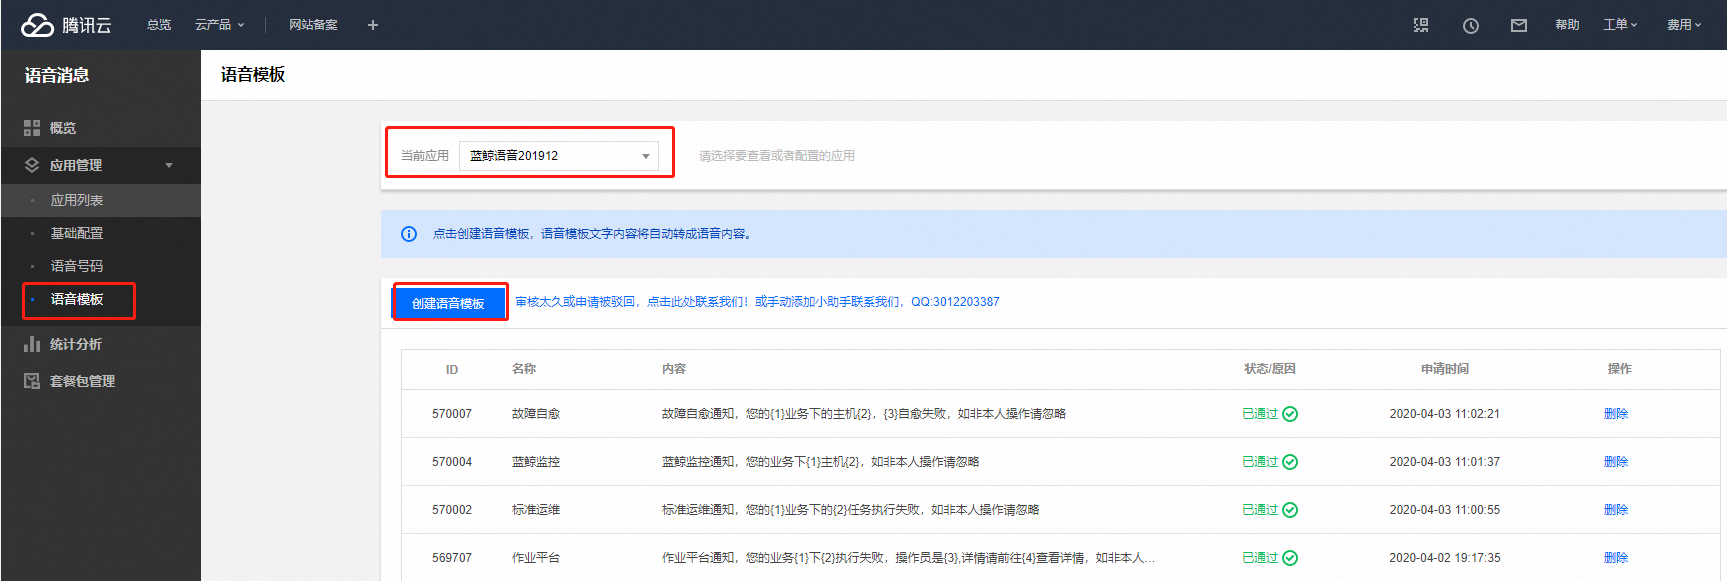 腾讯云 总览 云产品 网站备案 + 帮助 工单 费用
语音消息
语音模板
概览
应用管理
应用列表
基础配置
语音号码
语音模板
统计分析
套餐包管理
当前应用 蓝鲸语音201912 请选择要查看或者配置的应用
点击创建语音模板，语音模板文字内容将自动转成语音内容。
创建语音模板 审核太久或申请被驳回，点击此处联系我们！或手动添加小助手联系我们，QQ:3012203387
ID 名称 内容 状态/原因 申请时间 操作
570007 故障自愈 故障自愈通知，您的{1}业务下的主机{2}，{3}自愈失败，如非本人操作请忽略 已通过 2020-04-03 11:02:21 删除
570004 蓝鲸监控 蓝鲸监控通知，您的业务下{1}主机{2}，如非本人操作请忽略 已通过 2020-04-03 11:01:37 删除
570002 标准运维 标准运维通知，您的{1}业务下的{2}任务执行失败，如非本人操作请忽略 已通过 2020-04-03 11:00:55 删除
569707 作业平台 作业平台通知，您的业务{1}下{2}执行失败，操作员是{3},详情请前往{4}查看详情，如非本人... 已通过 2020-04-02 19:17:35 删除